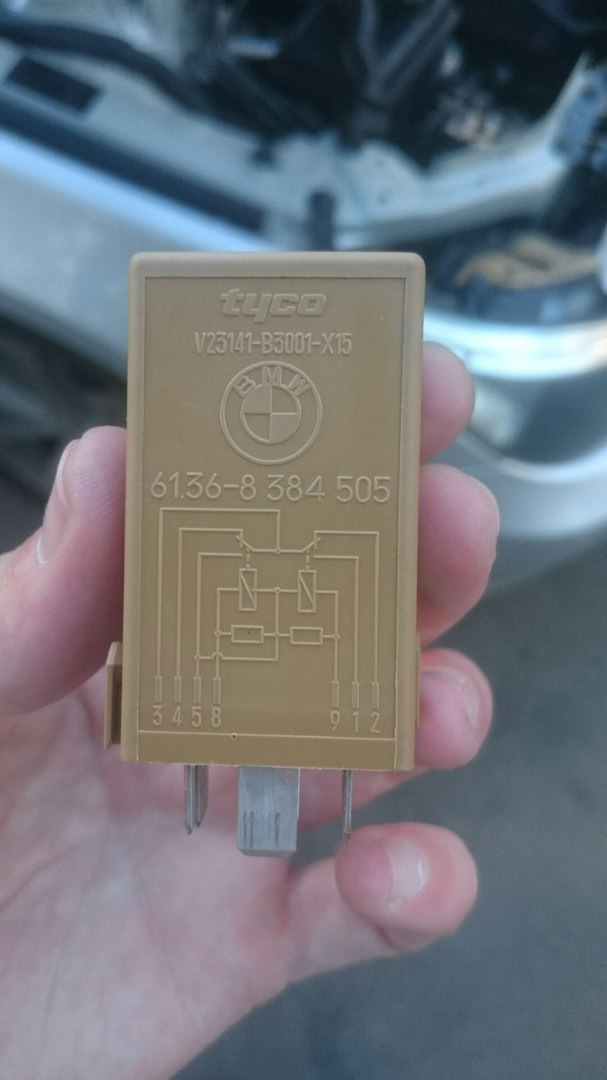 tyco
V23141-B3001-X15
BMW
61.36-8 384 505
3 4 5 8 9 1 2